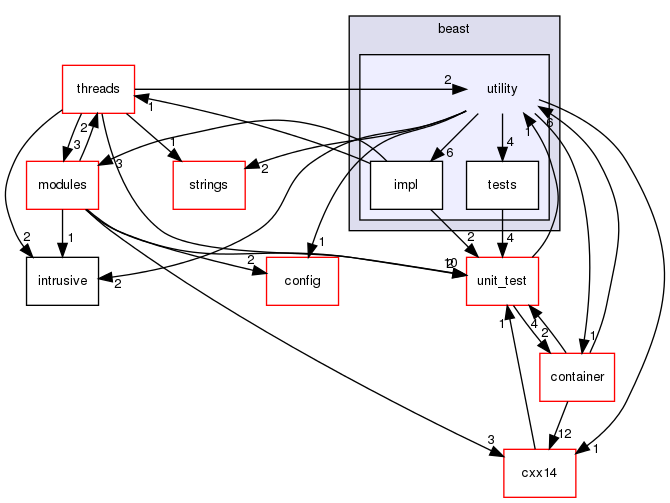 beast
threads
2
utility
1
6
2
1
3
3
1
6
4
2
modules
strings
impl
tests
2
1
1
2
4
2
10
2
intrusive
2
config
unit_test
1
4
2
1
container
12
3
1
cxx14